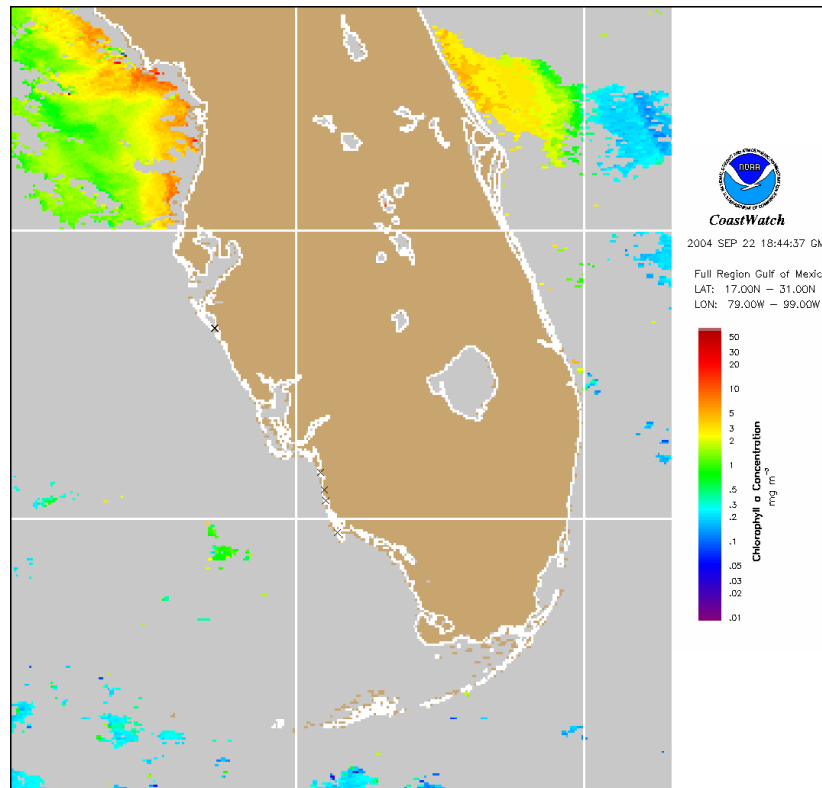 NOAA
CoastWatch
2004 SEP 22 18:44:37 GM
Full Region Gulf of Mexic
LAT: 17.00N – 31.00N
LON: 79.00W – 99.00W
50
30
20
10
5
3
2
1
.5
.3
.2
.1
.05
.03
.02
.01
Chlorophyll a Concentration
mg m⁻³